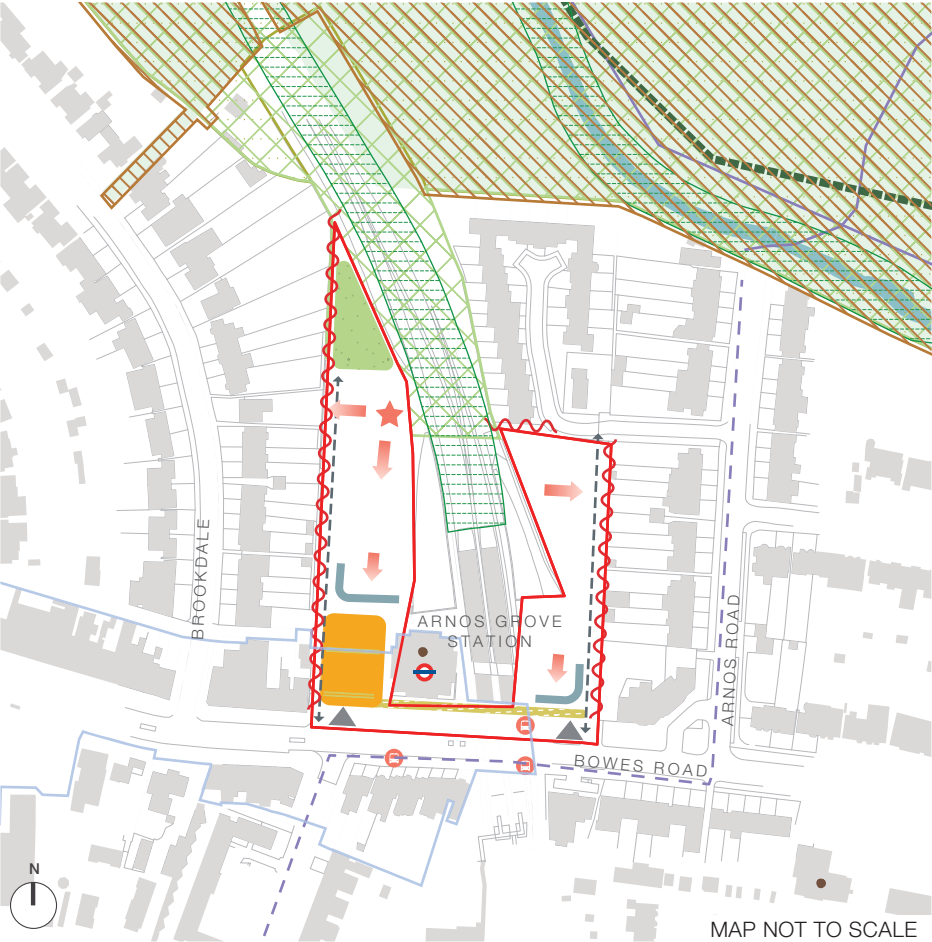 BROOKDALE
ARNOS GROVE
STATION
ARNOS ROAD
BOWES ROAD
N
MAP NOT TO SCALE